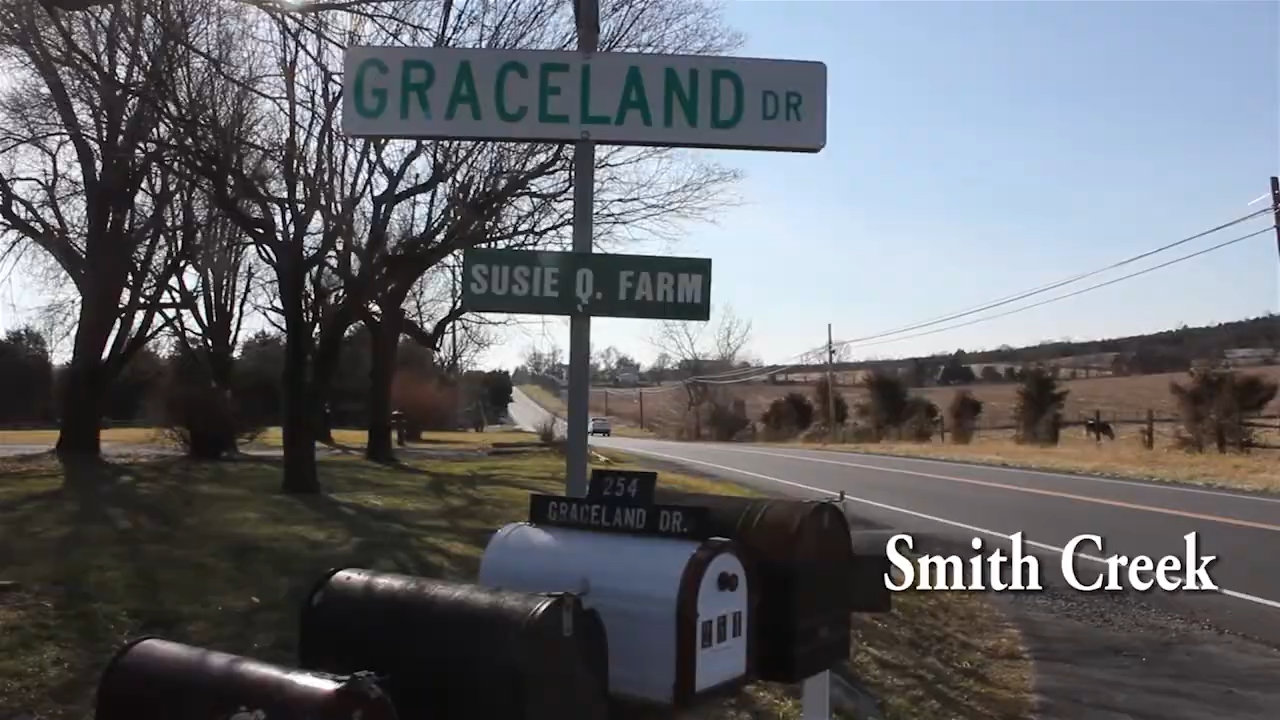 GRACELAND DR
SUSIE Q. FARM
254
GRACELAND DR.
Smith Creek